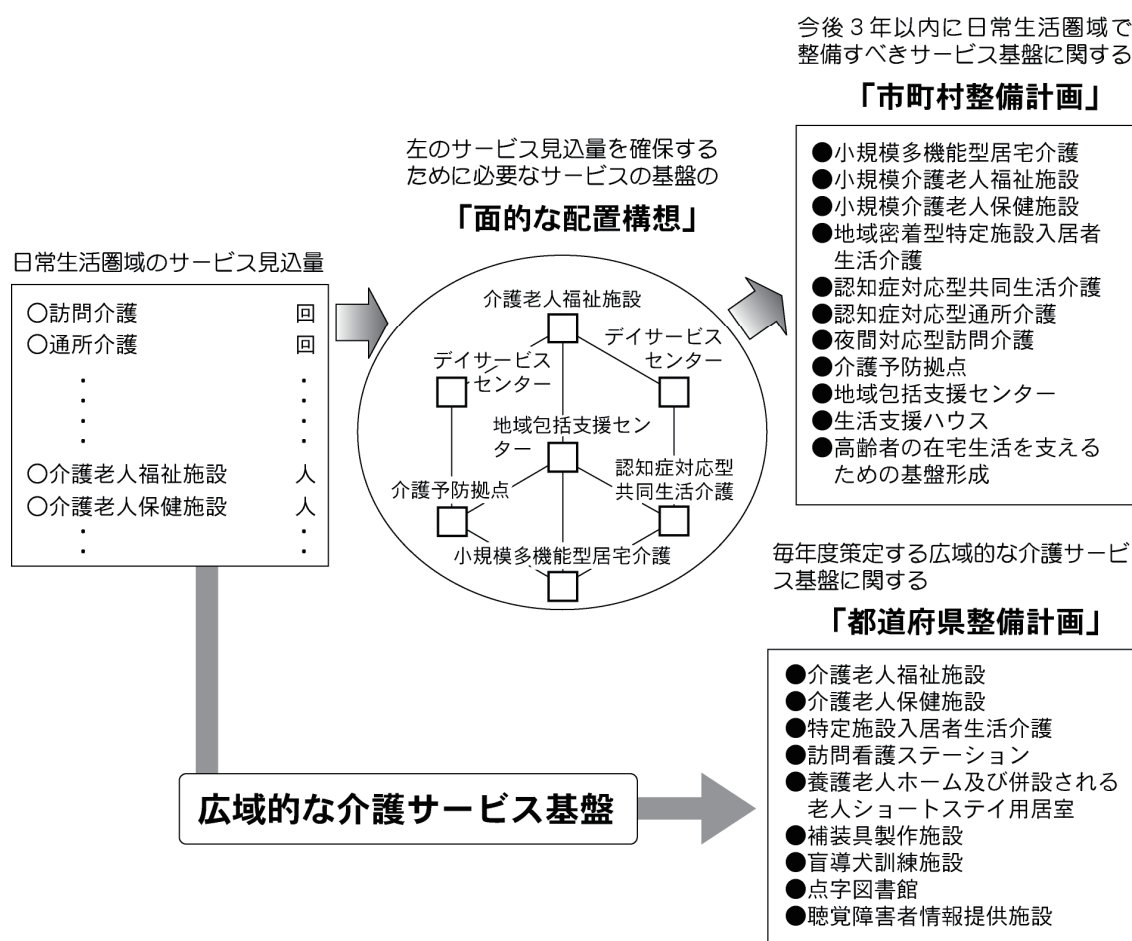 今後３年以内に日常生活圏域で
整備すべきサービス基盤に関する
「市町村整備計画」
●小規模多機能型居宅介護
●小規模介護老人福祉施設
●小規模介護老人保健施設
●地域密着型特定施設入居者
生活介護
●認知症対応型共同生活介護
●認知症対応型通所介護
●夜間対応型訪問介護
●介護予防拠点
●地域包括支援センター
●生活支援ハウス
●高齢者の在宅生活を支える
ための基盤形成
左のサービス見込量を確保する
ために必要なサービスの基盤の
「面的な配置構想」
介護老人福祉施設
デイサービス
センター
デイサービス
センター
地域包括支援セン
ター
介護予防拠点
認知症対応型
共同生活介護
小規模多機能型居宅介護
日常生活圏域のサービス見込量
○訪問介護 回
○通所介護 回
・ ・
・ ・
・ ・
○介護老人福祉施設 人
○介護老人保健施設 人
・ ・
・ ・
毎年度策定する広域的な介護サービ
ス基盤に関する
「都道府県整備計画」
●介護老人福祉施設
●介護老人保健施設
●特定施設入居者生活介護
●訪問看護ステーション
●養護老人ホーム及び併設される
老人ショートステイ用居室
●補装具製作施設
●盲導犬訓練施設
●点字図書館
●聴覚障害者情報提供施設
広域的な介護サービス基盤